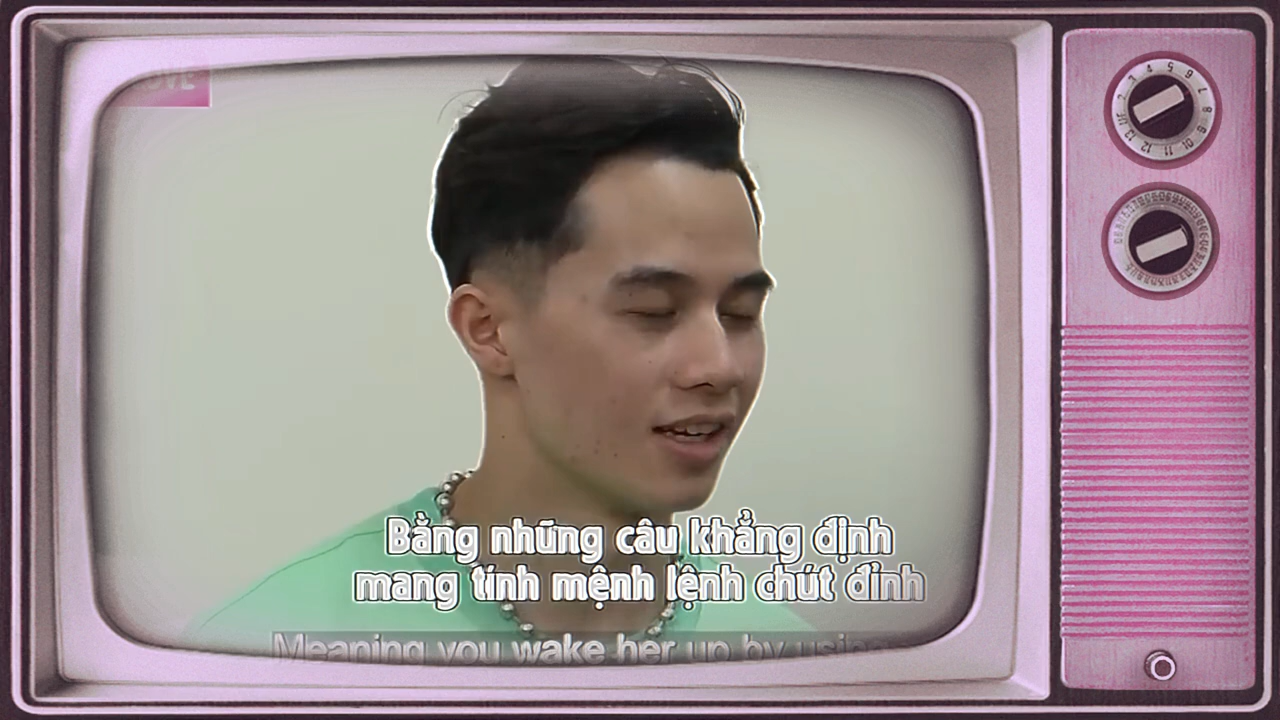 Bằng những câu khẳng định
mang tính mệnh lệnh chút đỉnh
Meaning you wake her up by using